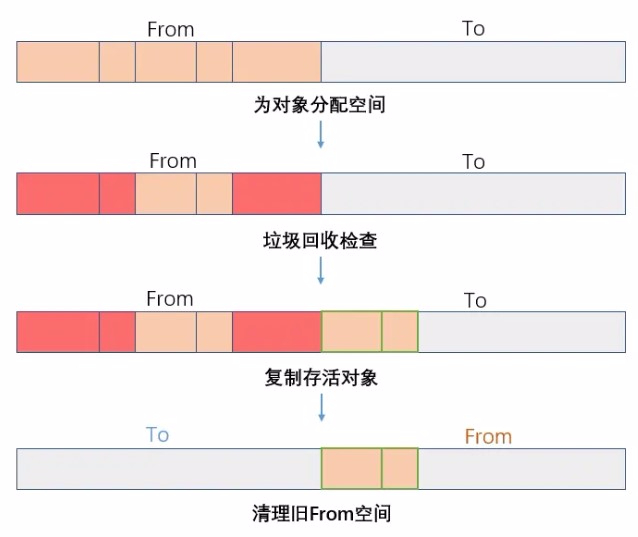 From To
为对象分配空间
From To
垃圾回收检查
From To
复制存活对象
To From
清理旧From空间